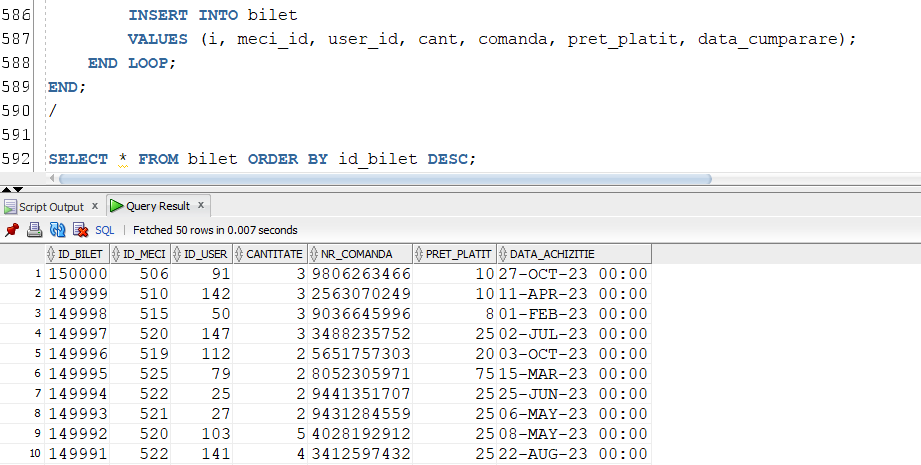 586 INSERT INTO bilet
587 VALUES (i, meci_id, user_id, cant, comanda, pret_platit, data_cumparare);
588 END LOOP;
589 END;
590 /
591
592 SELECT * FROM bilet ORDER BY id_bilet DESC;
Script Output x Query Result x
SQL | Fetched 50 rows in 0.007 seconds
ID_BILET ID_MECI ID_USER CANTITATE NR_COMANDA PRET_PLATIT DATA_ACHIZITIE
1 150000 506 91 3 9806263466 10 27-OCT-23 00:00
2 149999 510 142 3 2563070249 10 11-APR-23 00:00
3 149998 515 50 3 9036645996 8 01-FEB-23 00:00
4 149997 520 147 3 3488235752 25 02-JUL-23 00:00
5 149996 519 112 2 5651757303 20 03-OCT-23 00:00
6 149995 525 79 2 8052305971 75 15-MAR-23 00:00
7 149994 522 25 2 9441351707 25 25-JUN-23 00:00
8 149993 521 27 2 9431284559 25 06-MAY-23 00:00
9 149992 520 103 5 4028192912 25 08-MAY-23 00:00
10 149991 522 141 4 3412597432 25 22-AUG-23 00:00